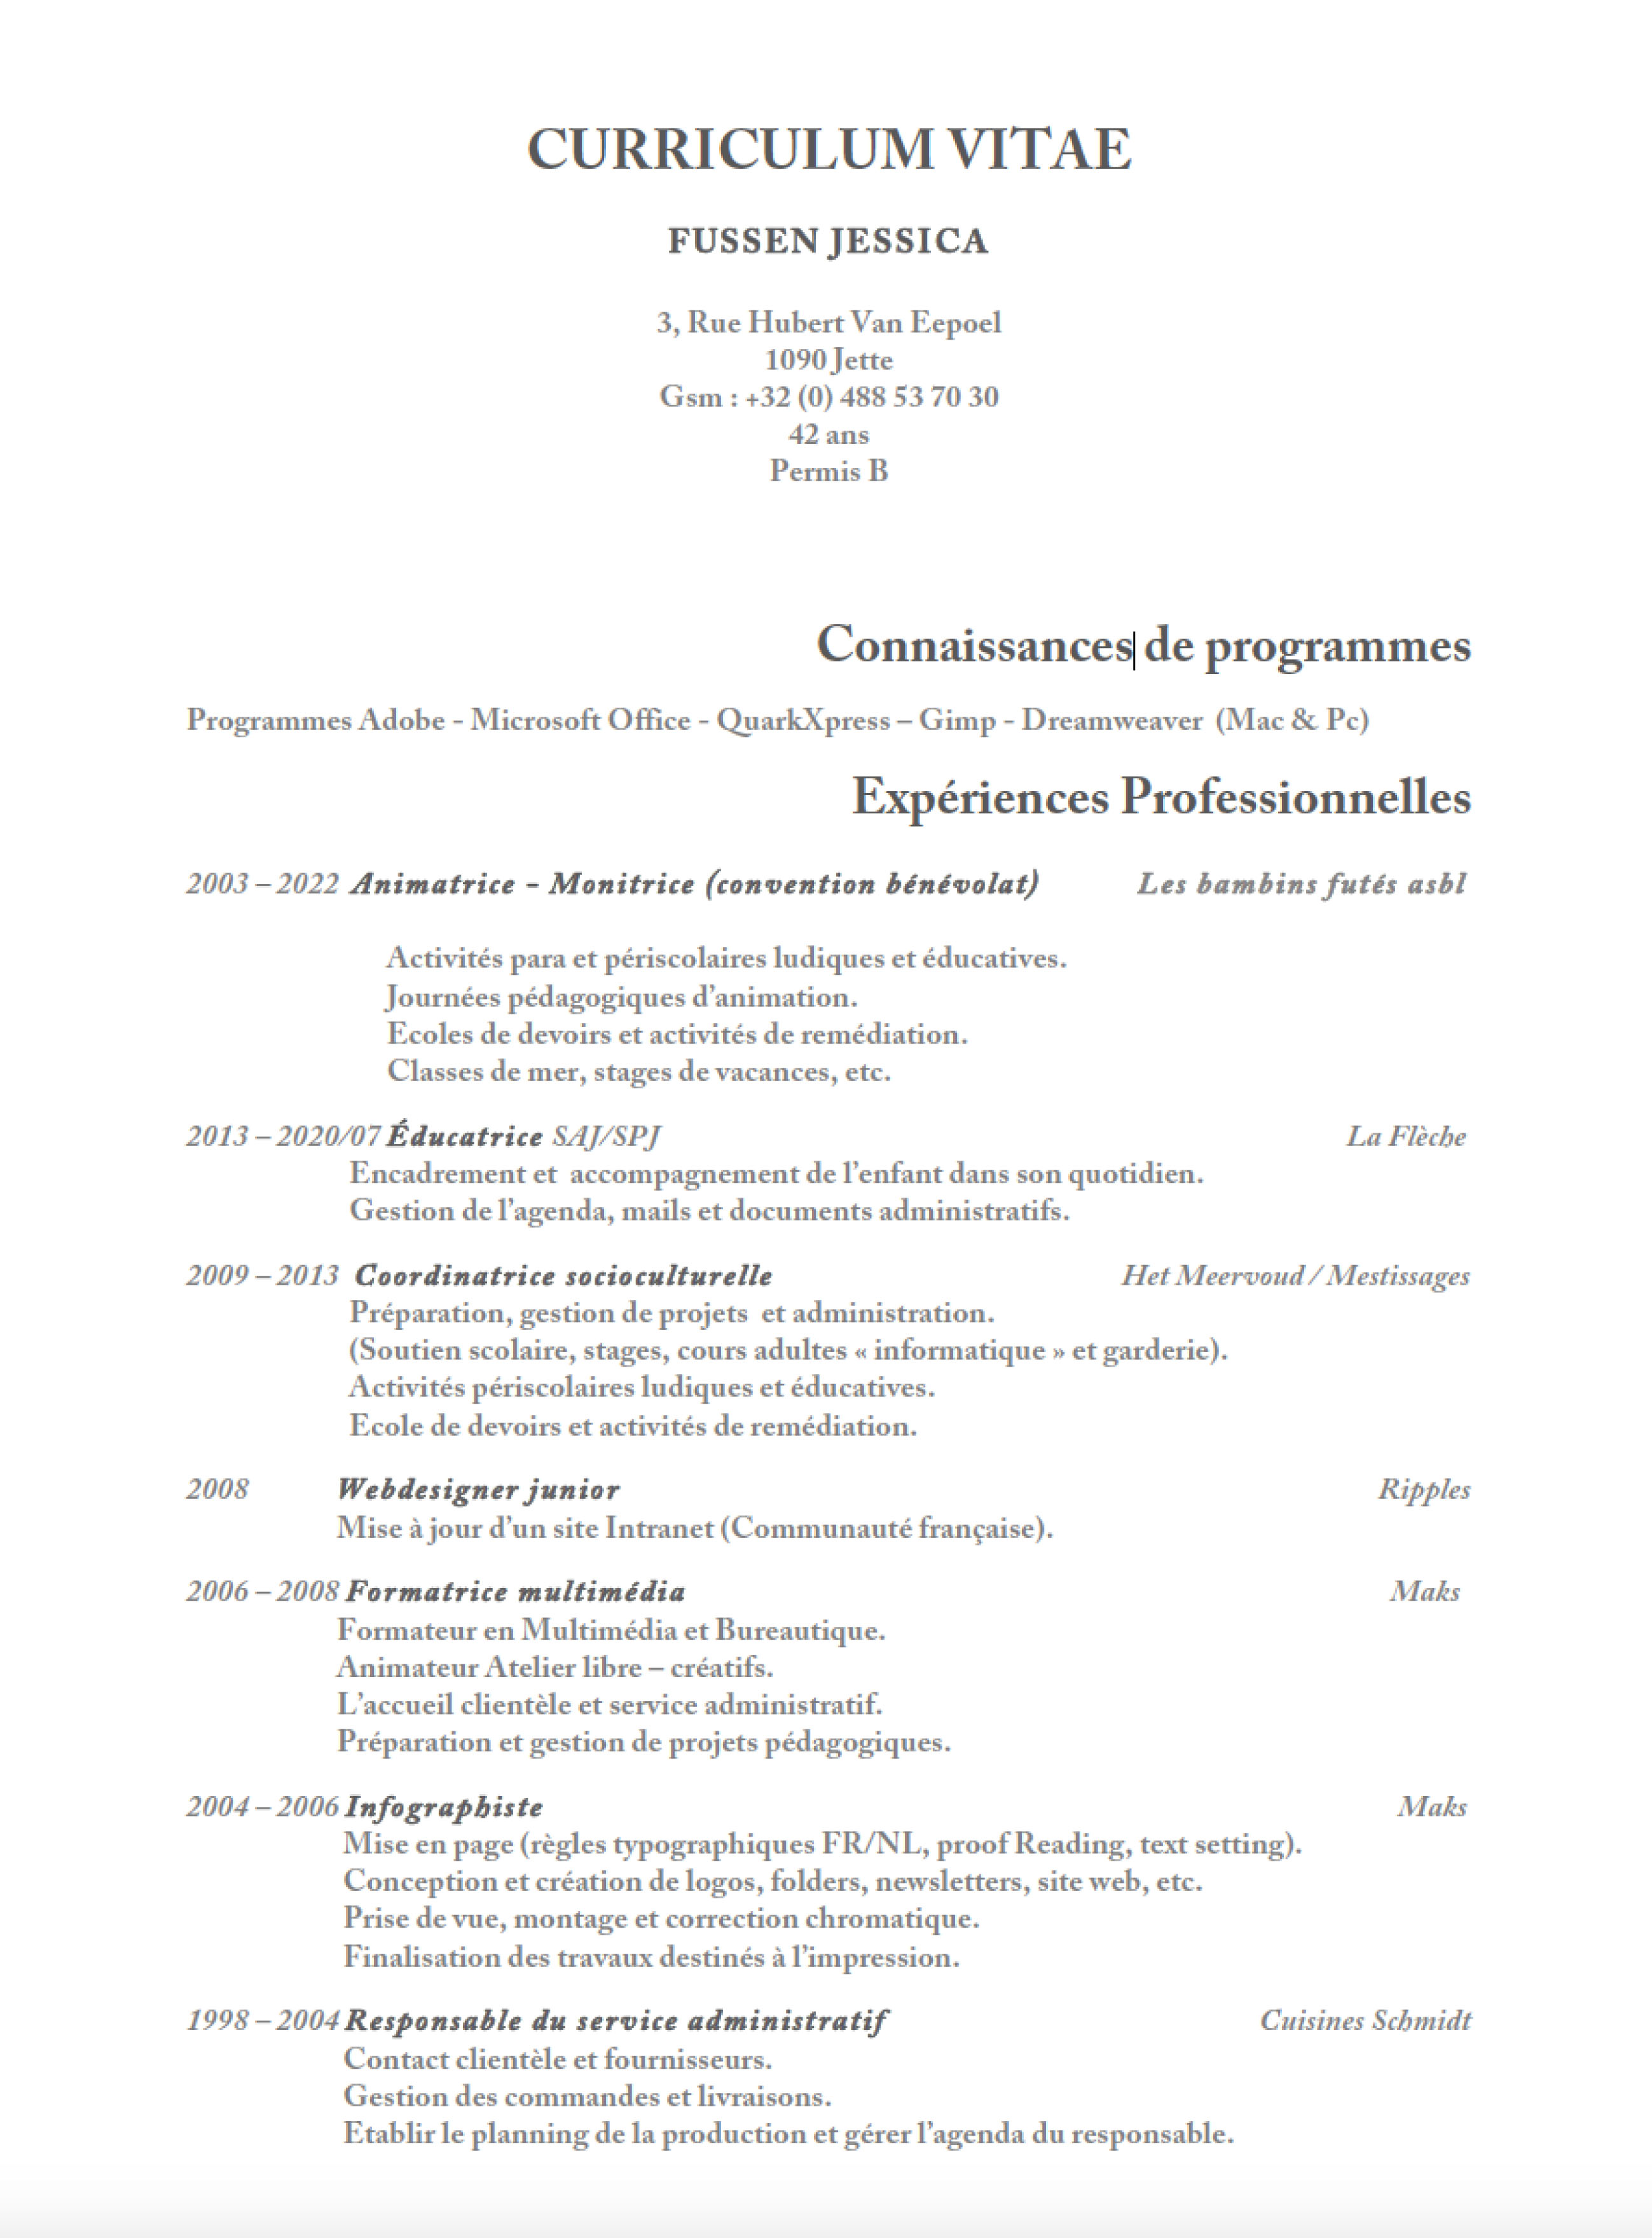 CURRICULUM VITAE
FUSSEN JESSICA
3, Rue Hubert Van Eepoel
1090 Jette
Gsm : +32 (0) 488 53 70 30
42 ans
Permis B
Connaissances de programmes
Programmes Adobe - Microsoft Office - QuarkXpress – Gimp - Dreamweaver (Mac & Pc)
Expériences Professionnelles
2003 – 2022 Animatrice - Monitrice (convention bénévolat) Les bambins futés asbl
Activités para et périscolaires ludiques et éducatives.
Journées pédagogiques d’animation.
Ecoles de devoirs et activités de remédiation.
Classes de mer, stages de vacances, etc.
2013 – 2020/07 Éducatrice SAJ/SPJ La Flèche
Encadrement et accompagnement de l’enfant dans son quotidien.
Gestion de l’agenda, mails et documents administratifs.
2009 – 2013 Coordinatrice socioculturelle Het Meervoud / Mestissages
Préparation, gestion de projets et administration.
(Soutien scolaire, stages, cours adultes « informatique » et garderie).
Activités périscolaires ludiques et éducatives.
Ecole de devoirs et activités de remédiation.
2008 Webdesigner junior Ripples
Mise à jour d’un site Intranet (Communauté française).
2006 – 2008 Formatrice multimédia Maks
Formateur en Multimédia et Bureautique.
Animateur Atelier libre – créatifs.
L’accueil clientèle et service administratif.
Préparation et gestion de projets pédagogiques.
2004 – 2006 Infographiste Maks
Mise en page (règles typographiques FR/NL, proof Reading, text setting).
Conception et création de logos, folders, newsletters, site web, etc.
Prise de vue, montage et correction chromatique.
Finalisation des travaux destinés à l’impression.
1998 – 2004 Responsable du service administratif Cuisines Schmidt
Contact clientèle et fournisseurs.
Gestion des commandes et livraisons.
Etablir le planning de la production et gérer l’agenda du responsable.